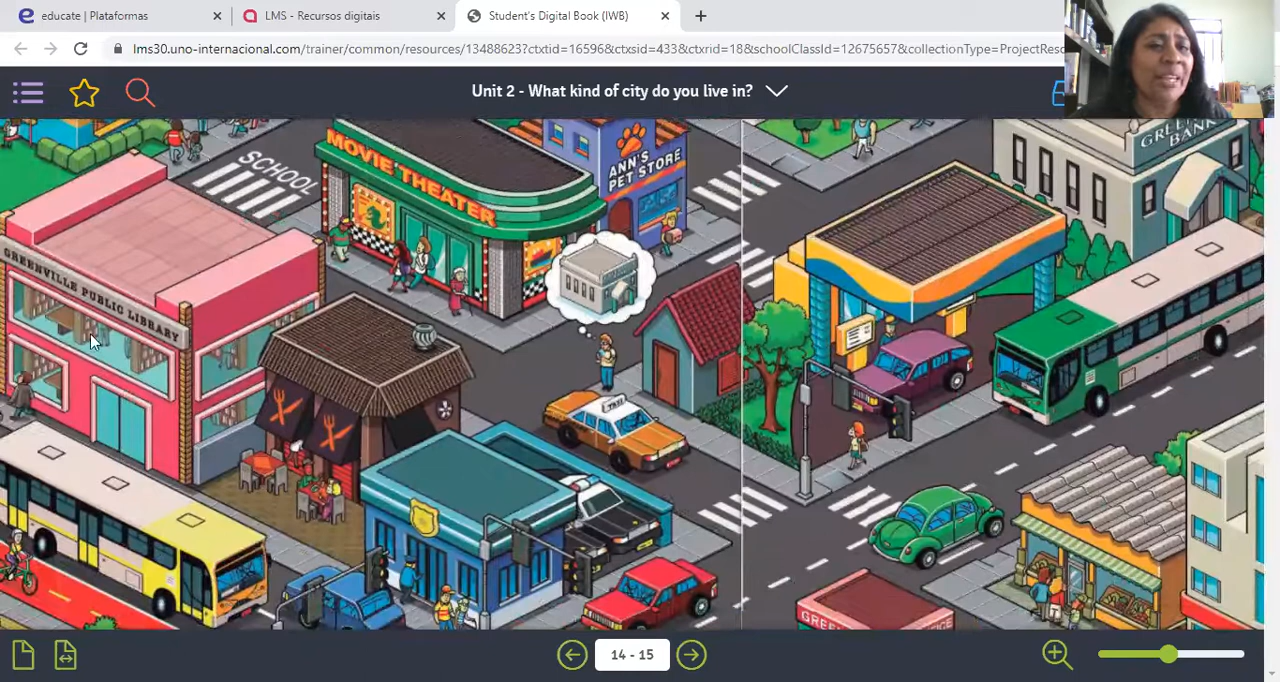 educate | Plataformas
LMS - Recursos digitais
Student's Digital Book (IWB)
lms30.uno-internacional.com/trainer/common/resources/13488623?ctxtid=16596&ctxsid=433&ctxrid=18&schoolClassId=12675657&collectionType=ProjectReso
Unit 2 - What kind of city do you live in?
SCHOOL
MOVIE THEATER
ANN'S
PET STORE
BANK
GREENVILLE PUBLIC LIBRARY
TAXI
14 - 15